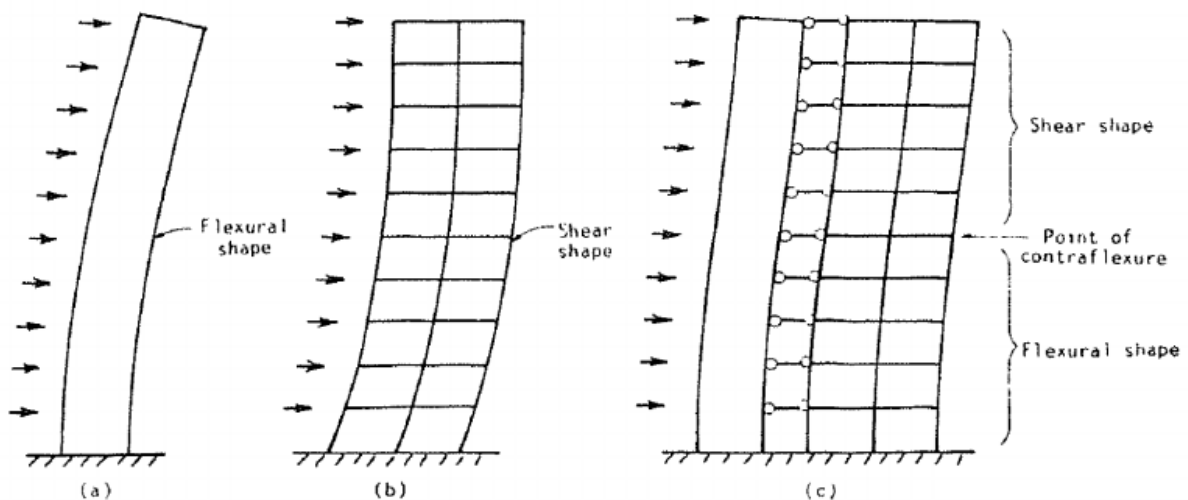 Flexural
shape
Shear
shape
Shear shape
Point of
contraflexure
Flexural shape
(a)
(b)
(c)